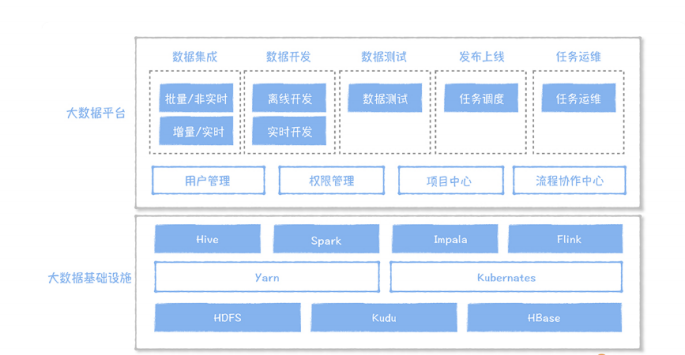 数据集成 数据开发 数据测试 发布上线 任务运维
批量/非实时 离线开发 数据测试 任务调度 任务运维
大数据平台
增量/实时 实时开发
用户管理 权限管理 项目中心 流程协作中心
Hive Spark Impala Flink
大数据基础设施 Yarn Kubernates
HDFS Kudu HBase